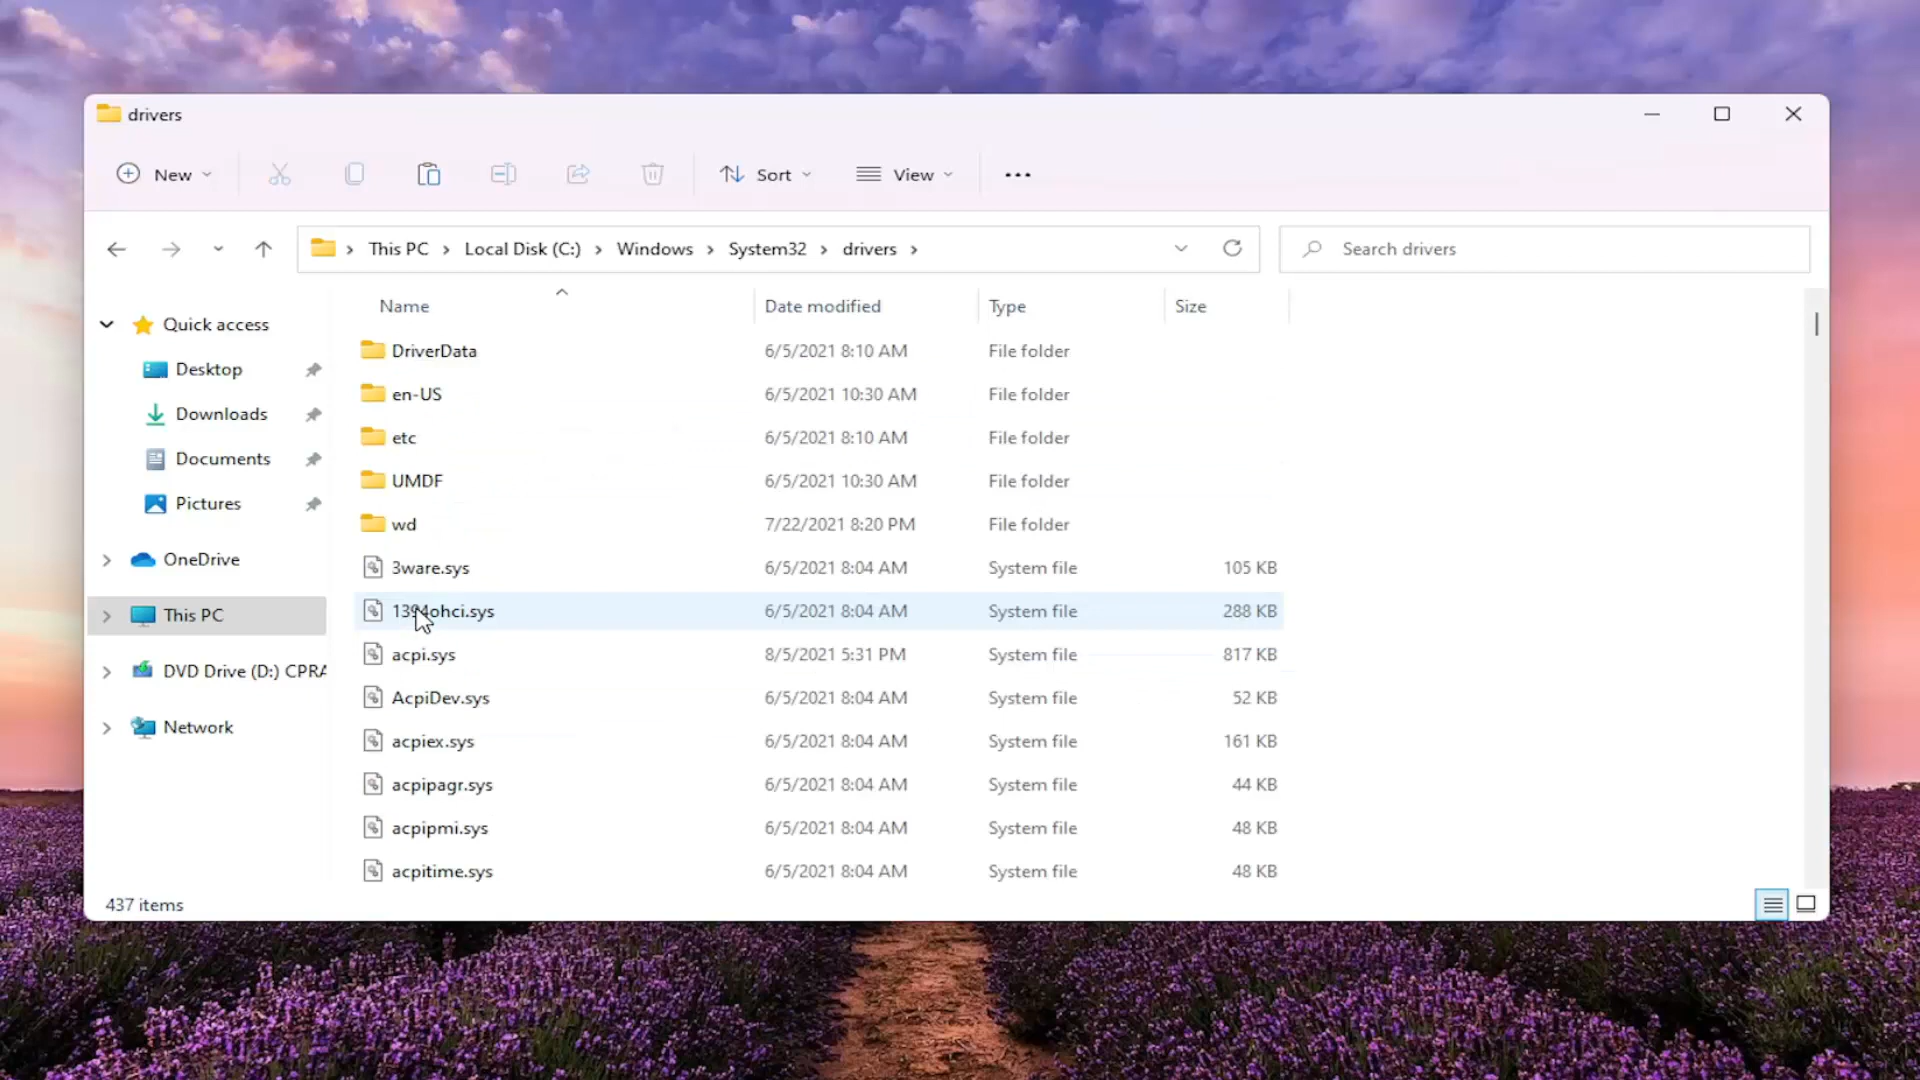 drivers
New Sort View
This PC Local Disk (C:) Windows System32 drivers Search drivers
Name Date modified Type Size
Quick access
Desktop
Downloads
Documents
Pictures
OneDrive
This PC
DVD Drive (D:) CPRA
Network
DriverData 6/5/2021 8:10 AM File folder
en-US 6/5/2021 10:30 AM File folder
etc 6/5/2021 8:10 AM File folder
UMDF 6/5/2021 10:30 AM File folder
wd 7/22/2021 8:20 PM File folder
3ware.sys 6/5/2021 8:04 AM System file 105 KB
1394ohci.sys 6/5/2021 8:04 AM System file 288 KB
acpi.sys 8/5/2021 5:31 PM System file 817 KB
AcpiDev.sys 6/5/2021 8:04 AM System file 52 KB
acpiex.sys 6/5/2021 8:04 AM System file 161 KB
acpipagr.sys 6/5/2021 8:04 AM System file 44 KB
acpipmi.sys 6/5/2021 8:04 AM System file 48 KB
acpitime.sys 6/5/2021 8:04 AM System file 48 KB
437 items